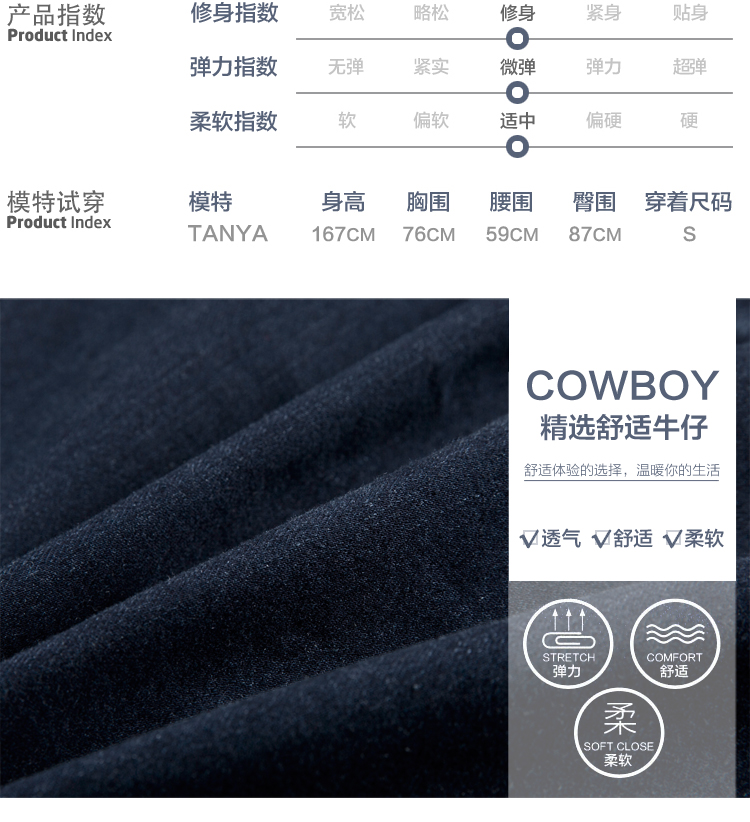 产品指数
Product Index
修身指数 宽松 略松 修身 紧身 贴身
弹力指数 无弹 紧实 微弹 弹力 超弹
柔软指数 软 偏软 适中 偏硬 硬
模特试穿
Product Index
模特 身高 胸围 腰围 臀围 穿着尺码
TANYA 167CM 76CM 59CM 87CM S
COWBOY
精选舒适牛仔
舒适体验的选择，温暖你的生活
透气 舒适 柔软
STRETCH
弹力
COMFORT
舒适
柔
SOFT CLOSE
柔软